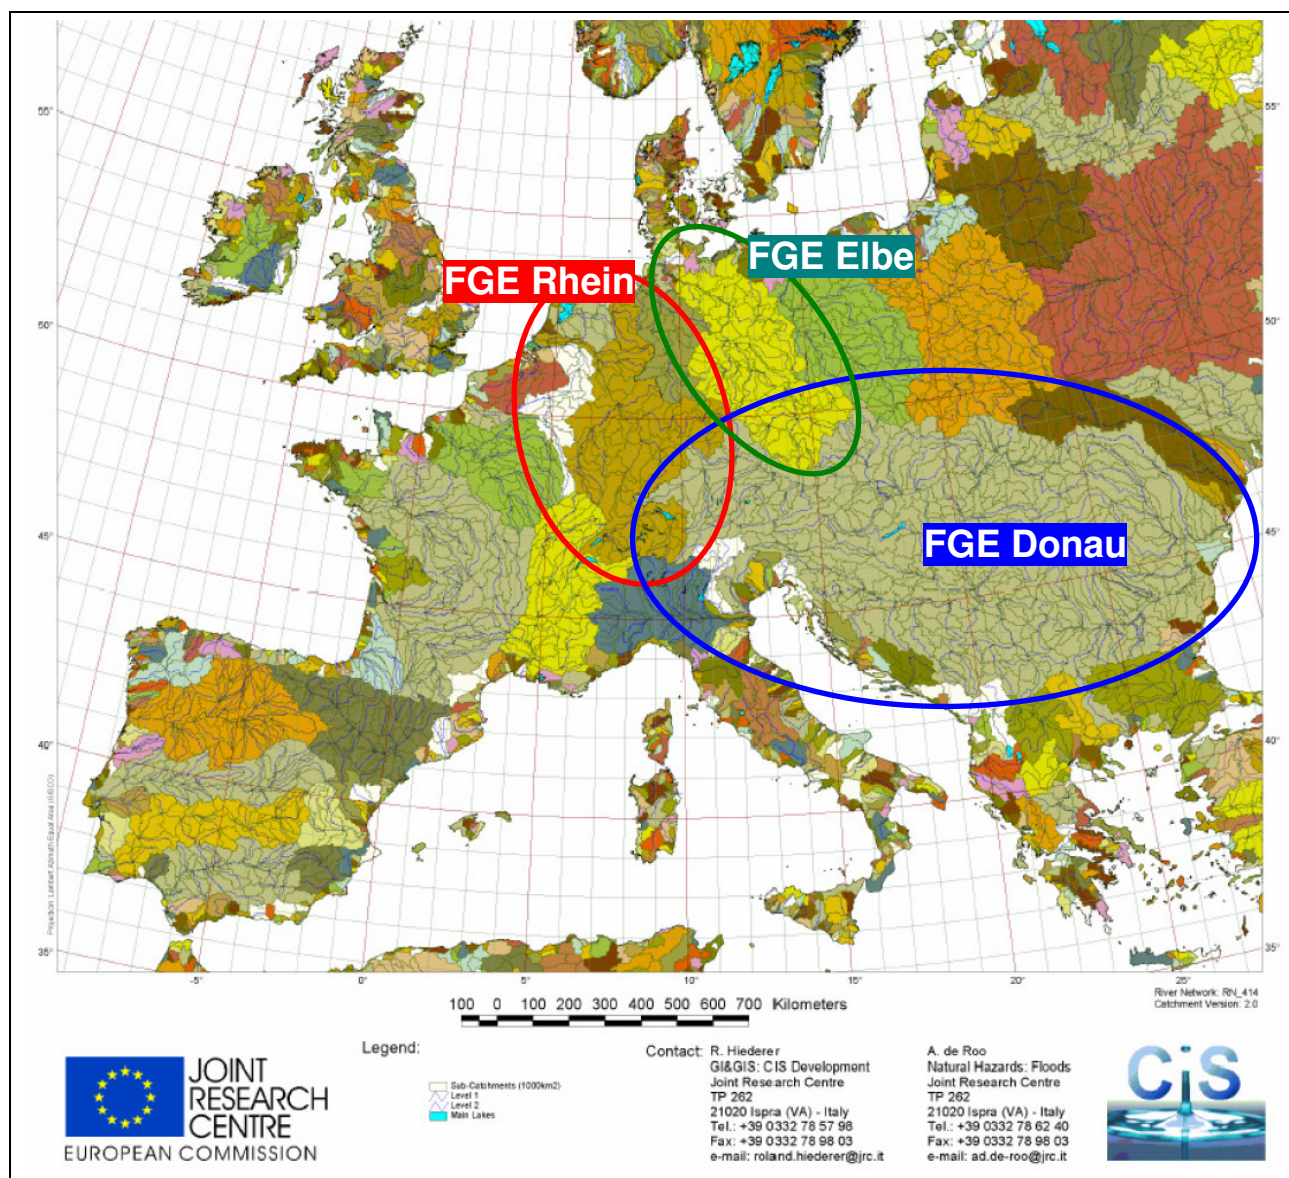 FGE Elbe
FGE Rhein
FGE Donau
55°
55°
50°
50°
45°
45°
40°
40°
35°
35°
-5°
0°
5°
10°
15°
20°
25°
Projection: Lambert Azimuth Equal Area (GISCO)
River Network: RN_414
Catchment Version: 2.0
100 0 100 200 300 400 500 600 700 Kilometers
Legend:
Sub-Catchments (1000km2)
Level 1
Level 2
Main Lakes
JOINT
RESEARCH
CENTRE
EUROPEAN COMMISSION
Contact: R. Hiederer
GI&GIS: CIS Development
Joint Research Centre
TP 262
21020 Ispra (VA) - Italy
Tel.: +39 0332 78 57 98
Fax: +39 0332 78 98 03
e-mail: roland.hiederer@jrc.it
A. de Roo
Natural Hazards: Floods
Joint Research Centre
TP 262
21020 Ispra (VA) - Italy
Tel.: +39 0332 78 62 40
Fax: +39 0332 78 98 03
e-mail: ad.de-roo@jrc.it
CiS